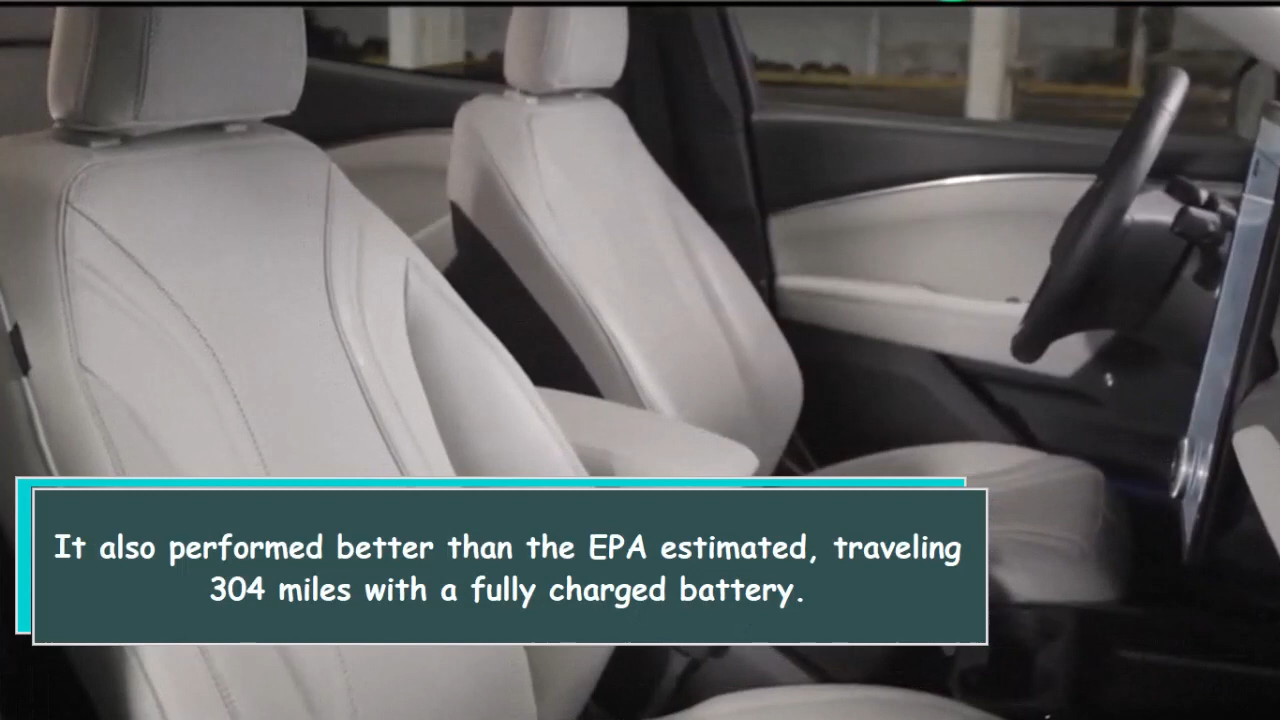 It also performed better than the EPA estimated, traveling
304 miles with a fully charged battery.